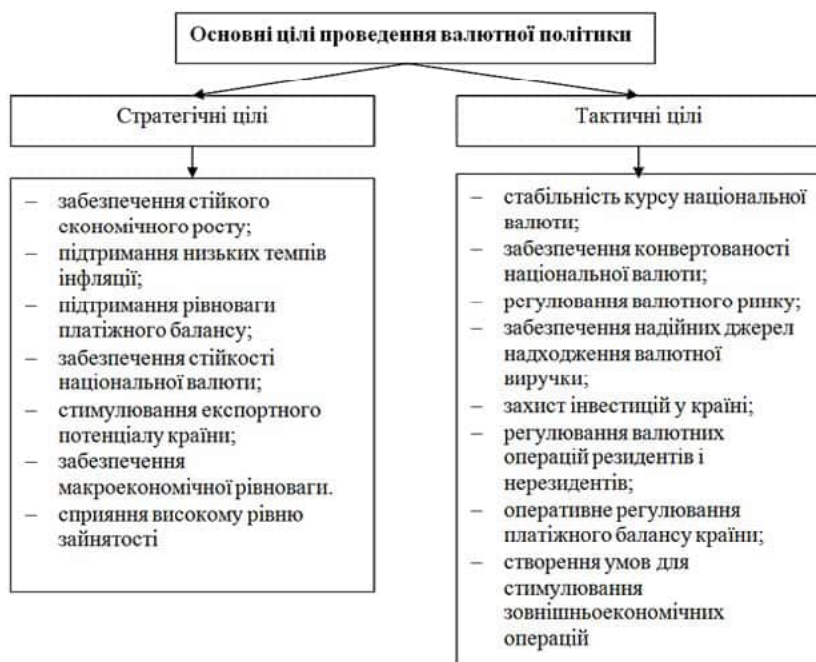 Основні цілі проведення валютної політики
Стратегічні цілі
– забезпечення стійкого
економічного росту;
– підтримання низьких темпів
інфляції;
– підтримання рівноваги
платіжного балансу;
– забезпечення стійкості
національної валюти;
– стимулювання експортного
потенціалу країни;
– забезпечення
макроекономічної рівноваги.
– сприяння високому рівню
зайнятості
Тактичні цілі
– стабільність курсу національної
валюти;
– забезпечення конвертованості
національної валюти;
– регулювання валютного ринку;
– забезпечення надійних джерел
надходження валютної
виручки;
– захист інвестицій у країні;
– регулювання валютних
операцій резидентів і
нерезидентів;
– оперативне регулювання
платіжного балансу країни;
– створення умов для
стимулювання
зовнішньоекономічних
операцій